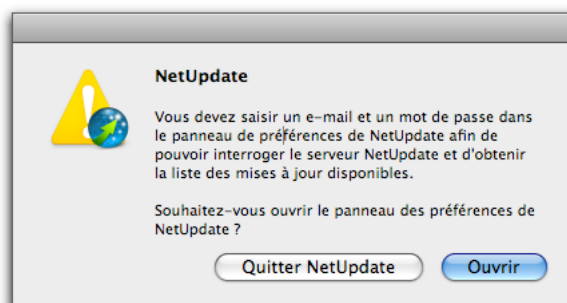 NetUpdate
Vous devez saisir un e-mail et un mot de passe dans
le panneau de préférences de NetUpdate afin de
pouvoir interroger le serveur NetUpdate et d'obtenir
la liste des mises à jour disponibles.
Souhaitez-vous ouvrir le panneau des préférences de
NetUpdate ?
Quitter NetUpdate
Ouvrir